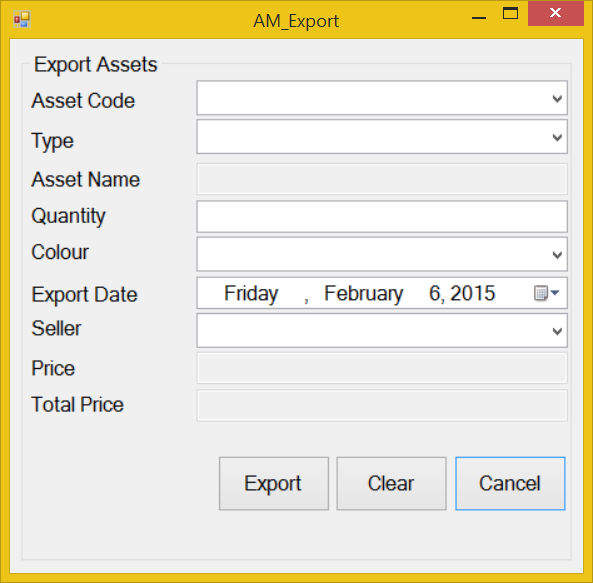 AM_Export
Export Assets
Asset Code
Type
Asset Name
Quantity
Colour
Export Date Friday , February 6, 2015
Seller
Price
Total Price
Export Clear Cancel